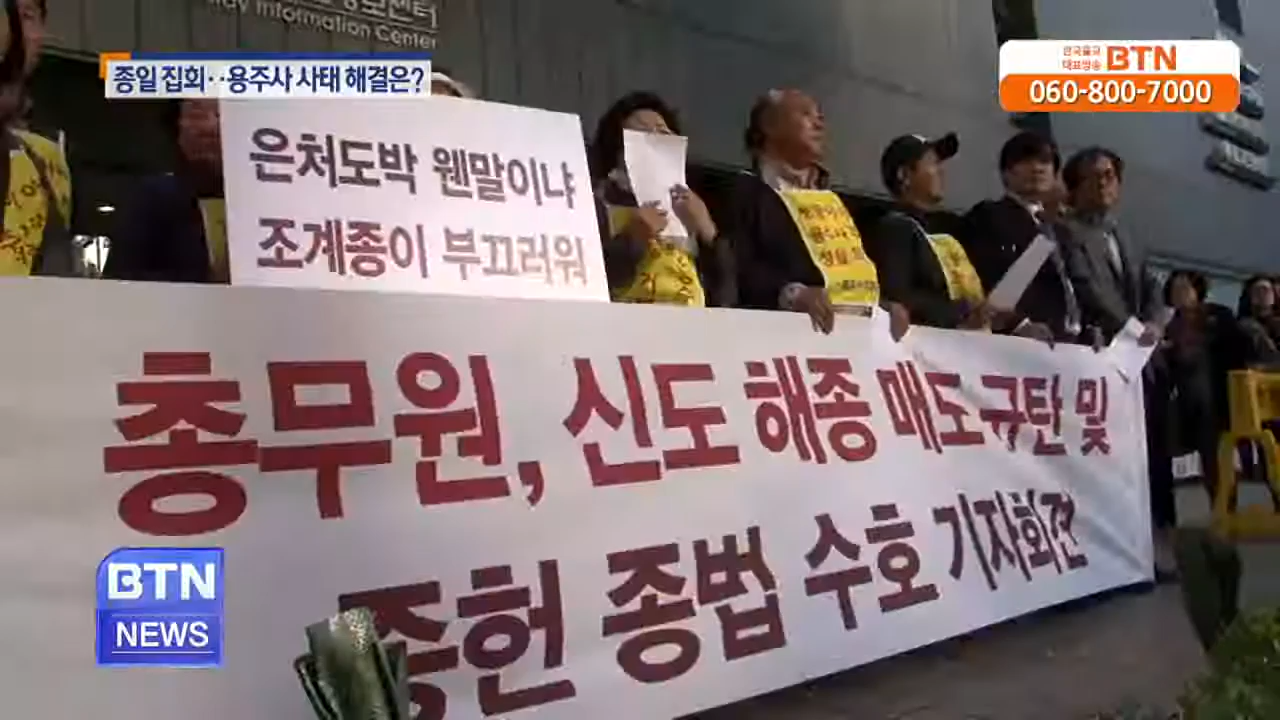 Information Center
종일 집회··용주사 사태 해결은?
한국불교
대표방송 BTN
060-800-7000
은처도박 웬말이냐
조계종이 부끄러워
총무원, 신도 해종 매도 규탄 및
종헌 종법 수호 기자회견
BTN
NEWS